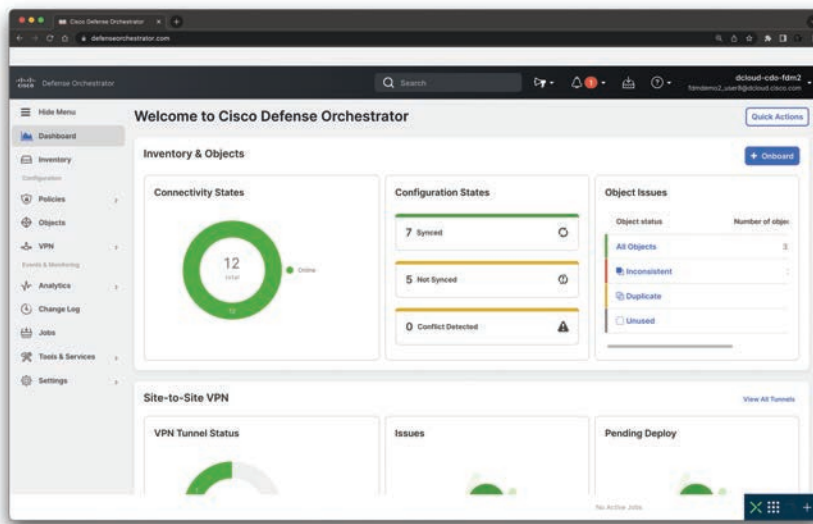 Cisco Defense Orchestrator
defenseorchestrator.com
CISCO Defense Orchestrator
Search
1
dcloud-cdo-fdm2
Hide Menu
Dashboard
Inventory
Configuration
Policies
Objects
VPN
Events & Monitoring
Analytics
Change Log
Jobs
Tools & Services
Settings
Welcome to Cisco Defense Orchestrator
Quick Actions
Inventory & Objects
+ Onboard
Connectivity States
12
total
12
Online
Configuration States
7 Synced
5 Not Synced
0 Conflict Detected
Object Issues
Object status Number of objec
All Objects 3
Inconsistent
Duplicate
Unused
Site-to-Site VPN
View All Tunnels
VPN Tunnel Status
Issues
Pending Deploy
No Active Jobs